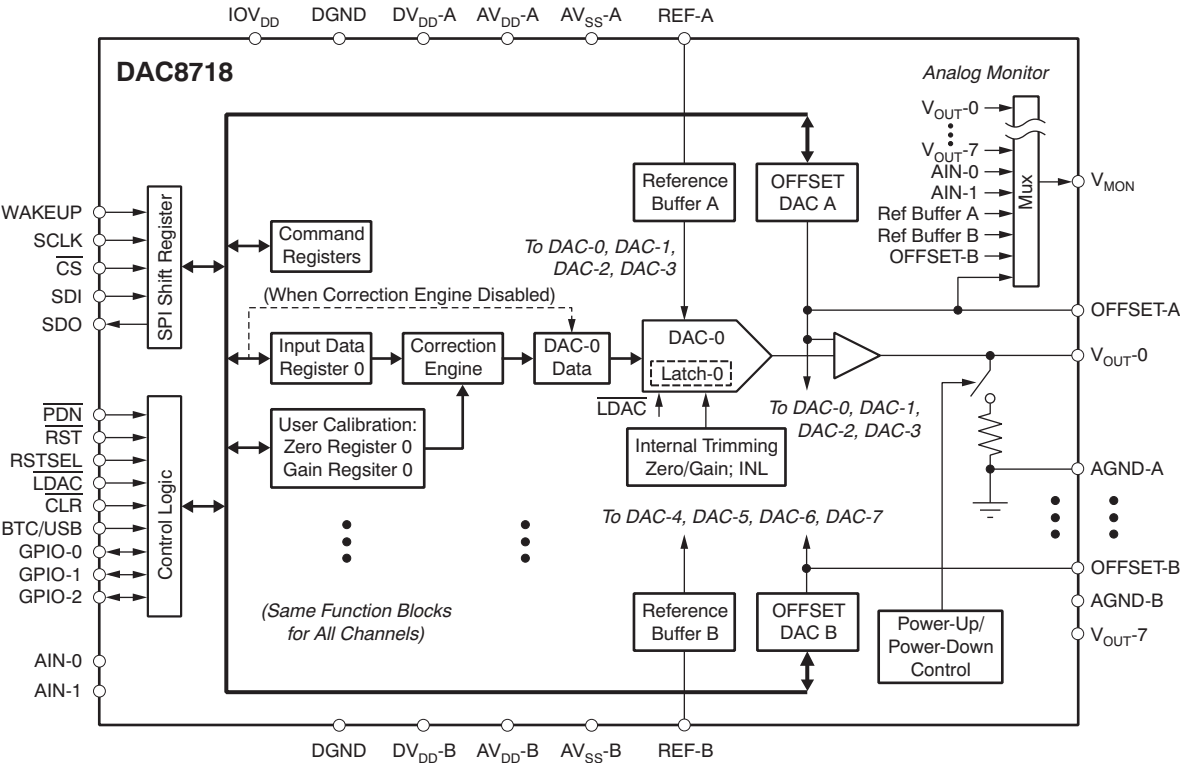 IOVDD DGND DVDD-A AVDD-A AVSS-A REF-A
DAC8718
Analog Monitor
VOUT-0
VOUT-7
AIN-0
AIN-1
Ref Buffer A
Ref Buffer B
OFFSET-B
Mux
VMON
Reference
Buffer A
OFFSET
DAC A
WAKEUP
SCLK
CS
SDI
SDO
SPI Shift Register
Command
Registers
To DAC-0, DAC-1,
DAC-2, DAC-3
(When Correction Engine Disabled)
OFFSET-A
Input Data
Register 0
Correction
Engine
DAC-0
Data
DAC-0
Latch-0
VOUT-0
LDAC
To DAC-0, DAC-1,
DAC-2, DAC-3
PDN
RST
RSTSEL
LDAC
CLR
BTC/USB
GPIO-0
GPIO-1
GPIO-2
Control Logic
User Calibration:
Zero Register 0
Gain Regsiter 0
Internal Trimming
Zero/Gain; INL
AGND-A
To DAC-4, DAC-5, DAC-6, DAC-7
OFFSET-B
(Same Function Blocks
for All Channels)
Reference
Buffer B
OFFSET
DAC B
Power-Up/
Power-Down
Control
AGND-B
VOUT-7
AIN-0
AIN-1
DGND DVDD-B AVDD-B AVSS-B REF-B